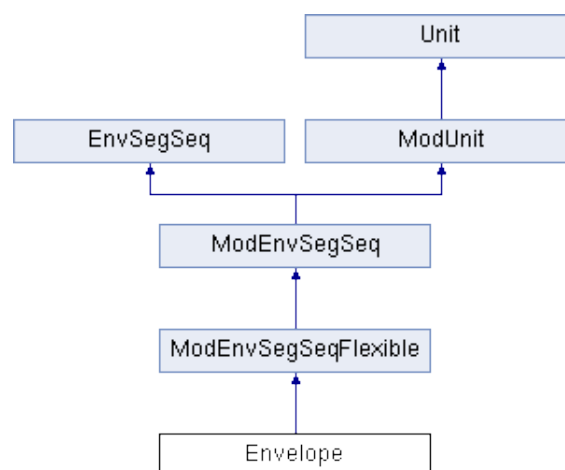 Unit
EnvSegSeq
ModUnit
ModEnvSegSeq
ModEnvSegSeqFlexible
Envelope